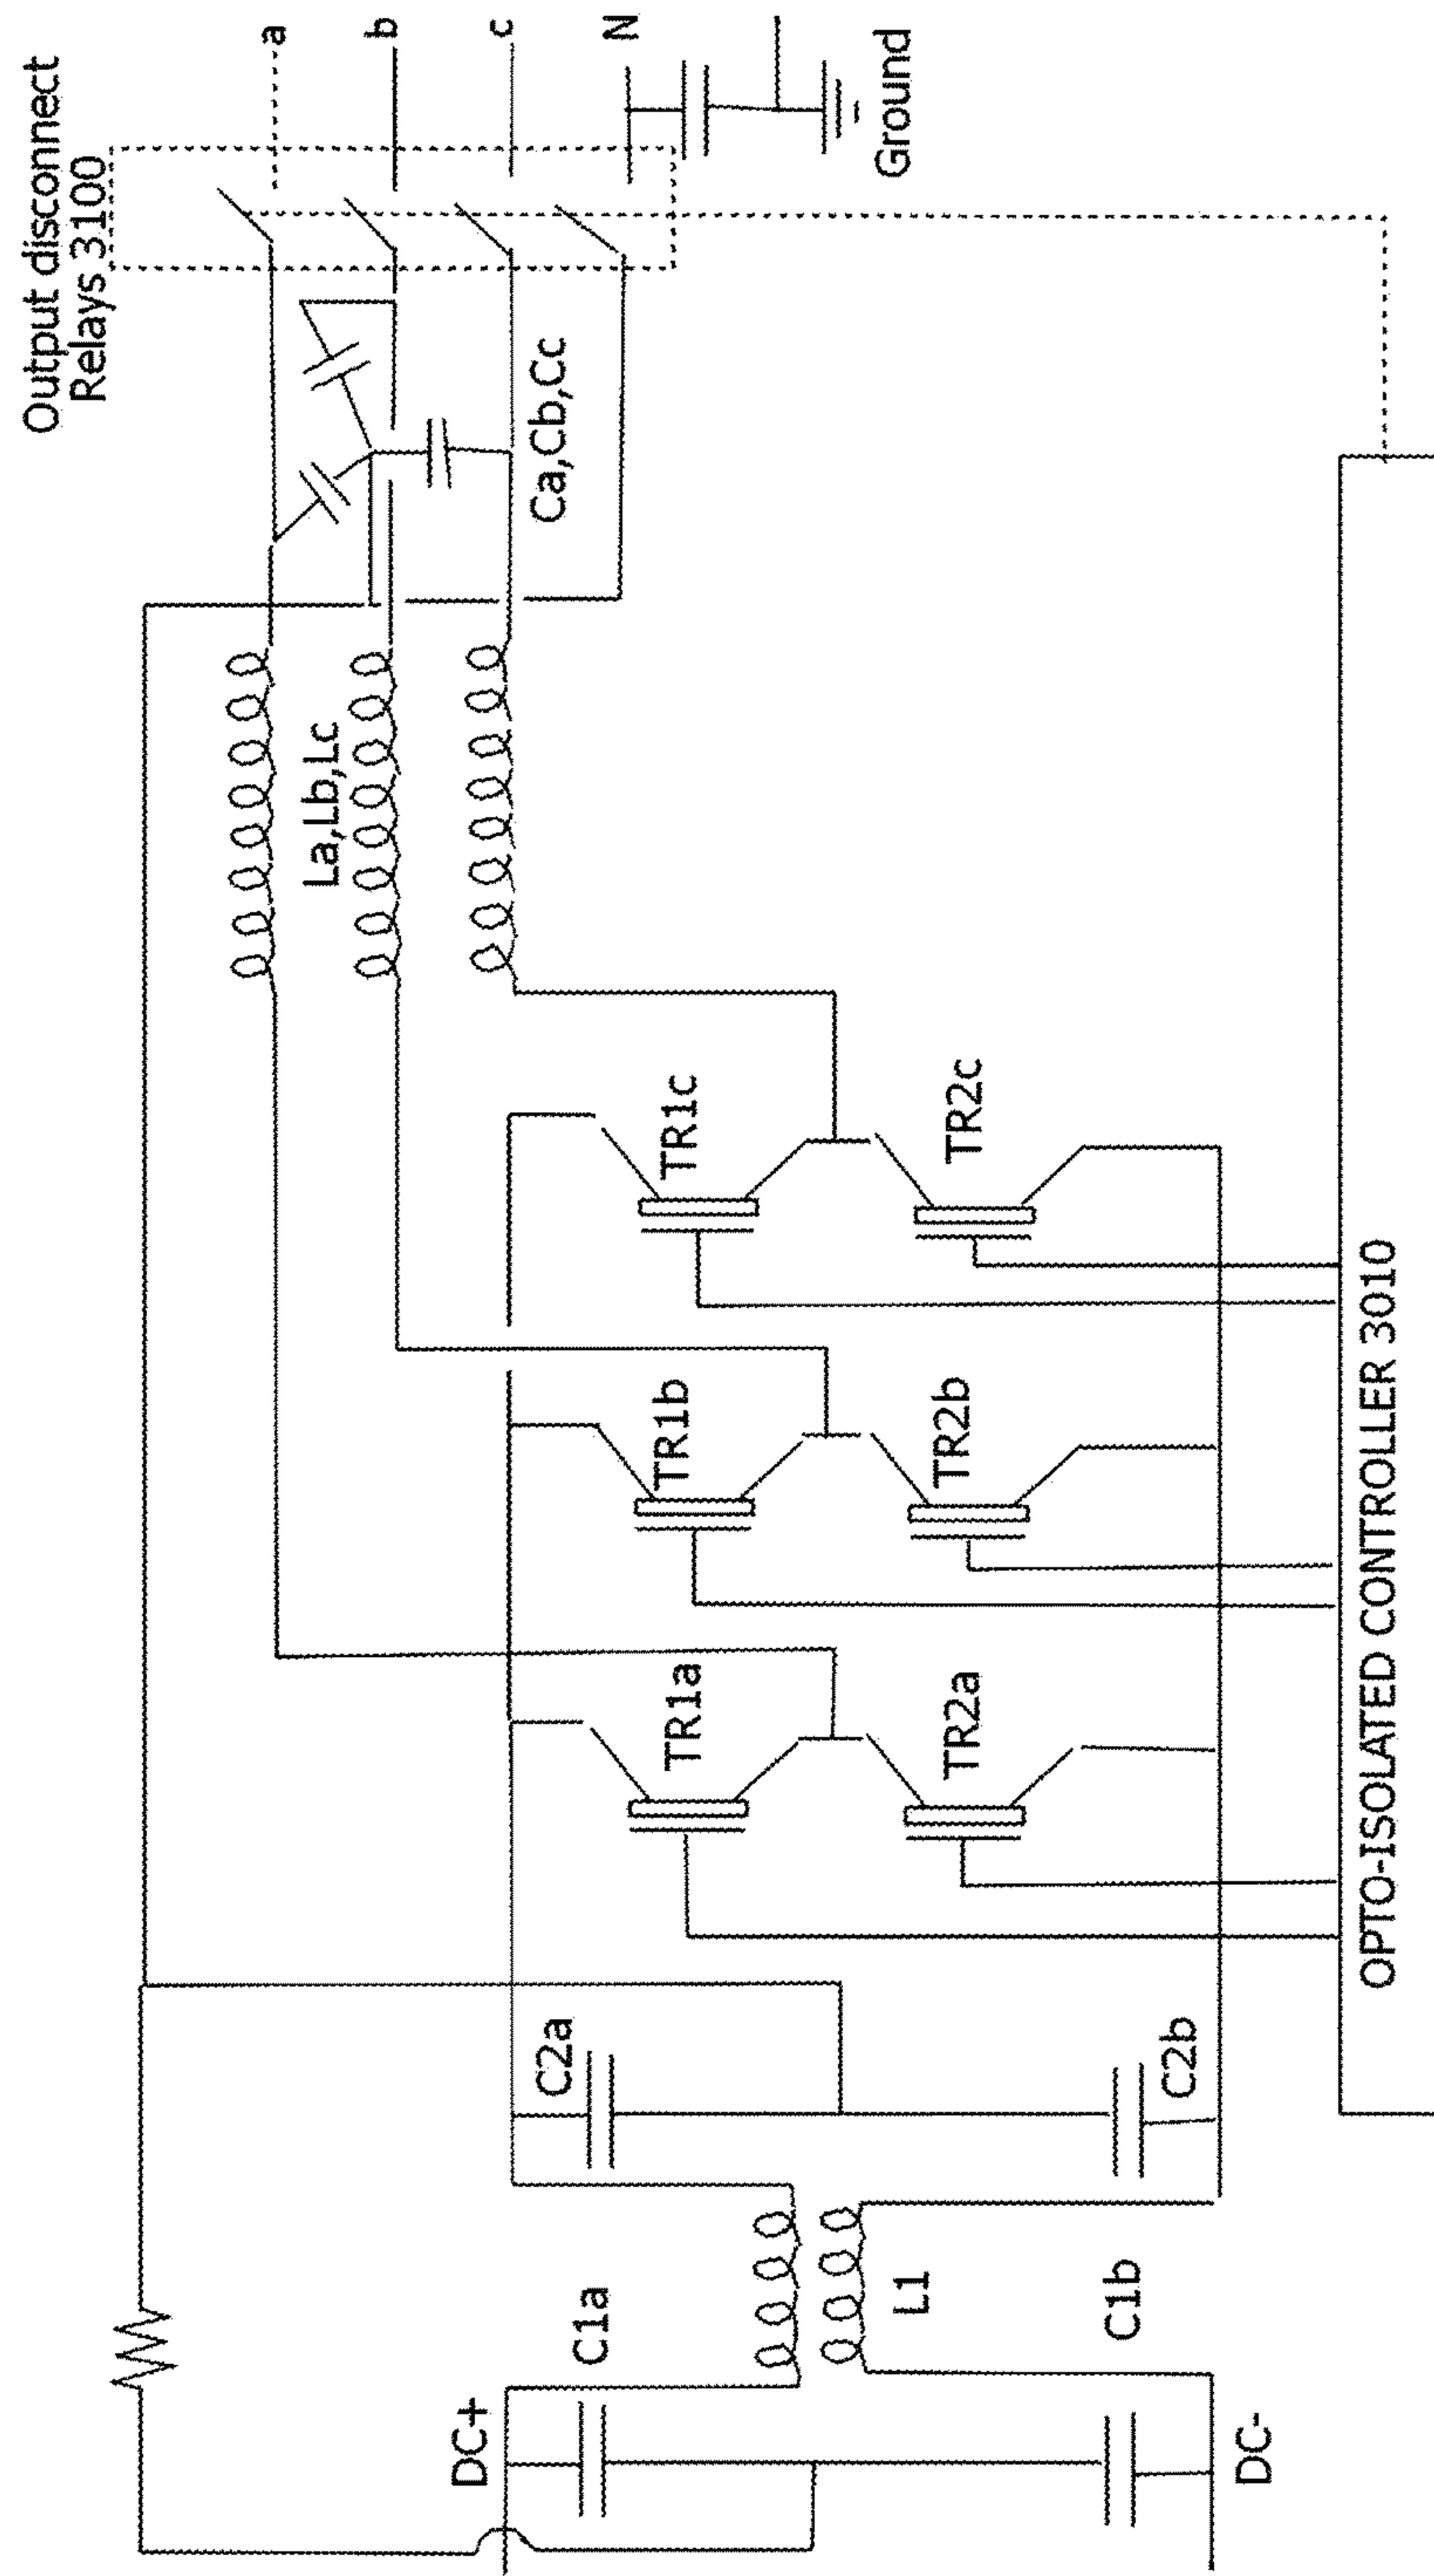 Output disconnect
Relays 3100
a
b
c
N
Ground
La,Lb,Lc
Ca,Cb,Cc
DC+
C1a
C2a
TR1a
TR1b
TR1c
L1
TR2a
TR2b
TR2c
C1b
C2b
DC-
OPTO-ISOLATED CONTROLLER 3010